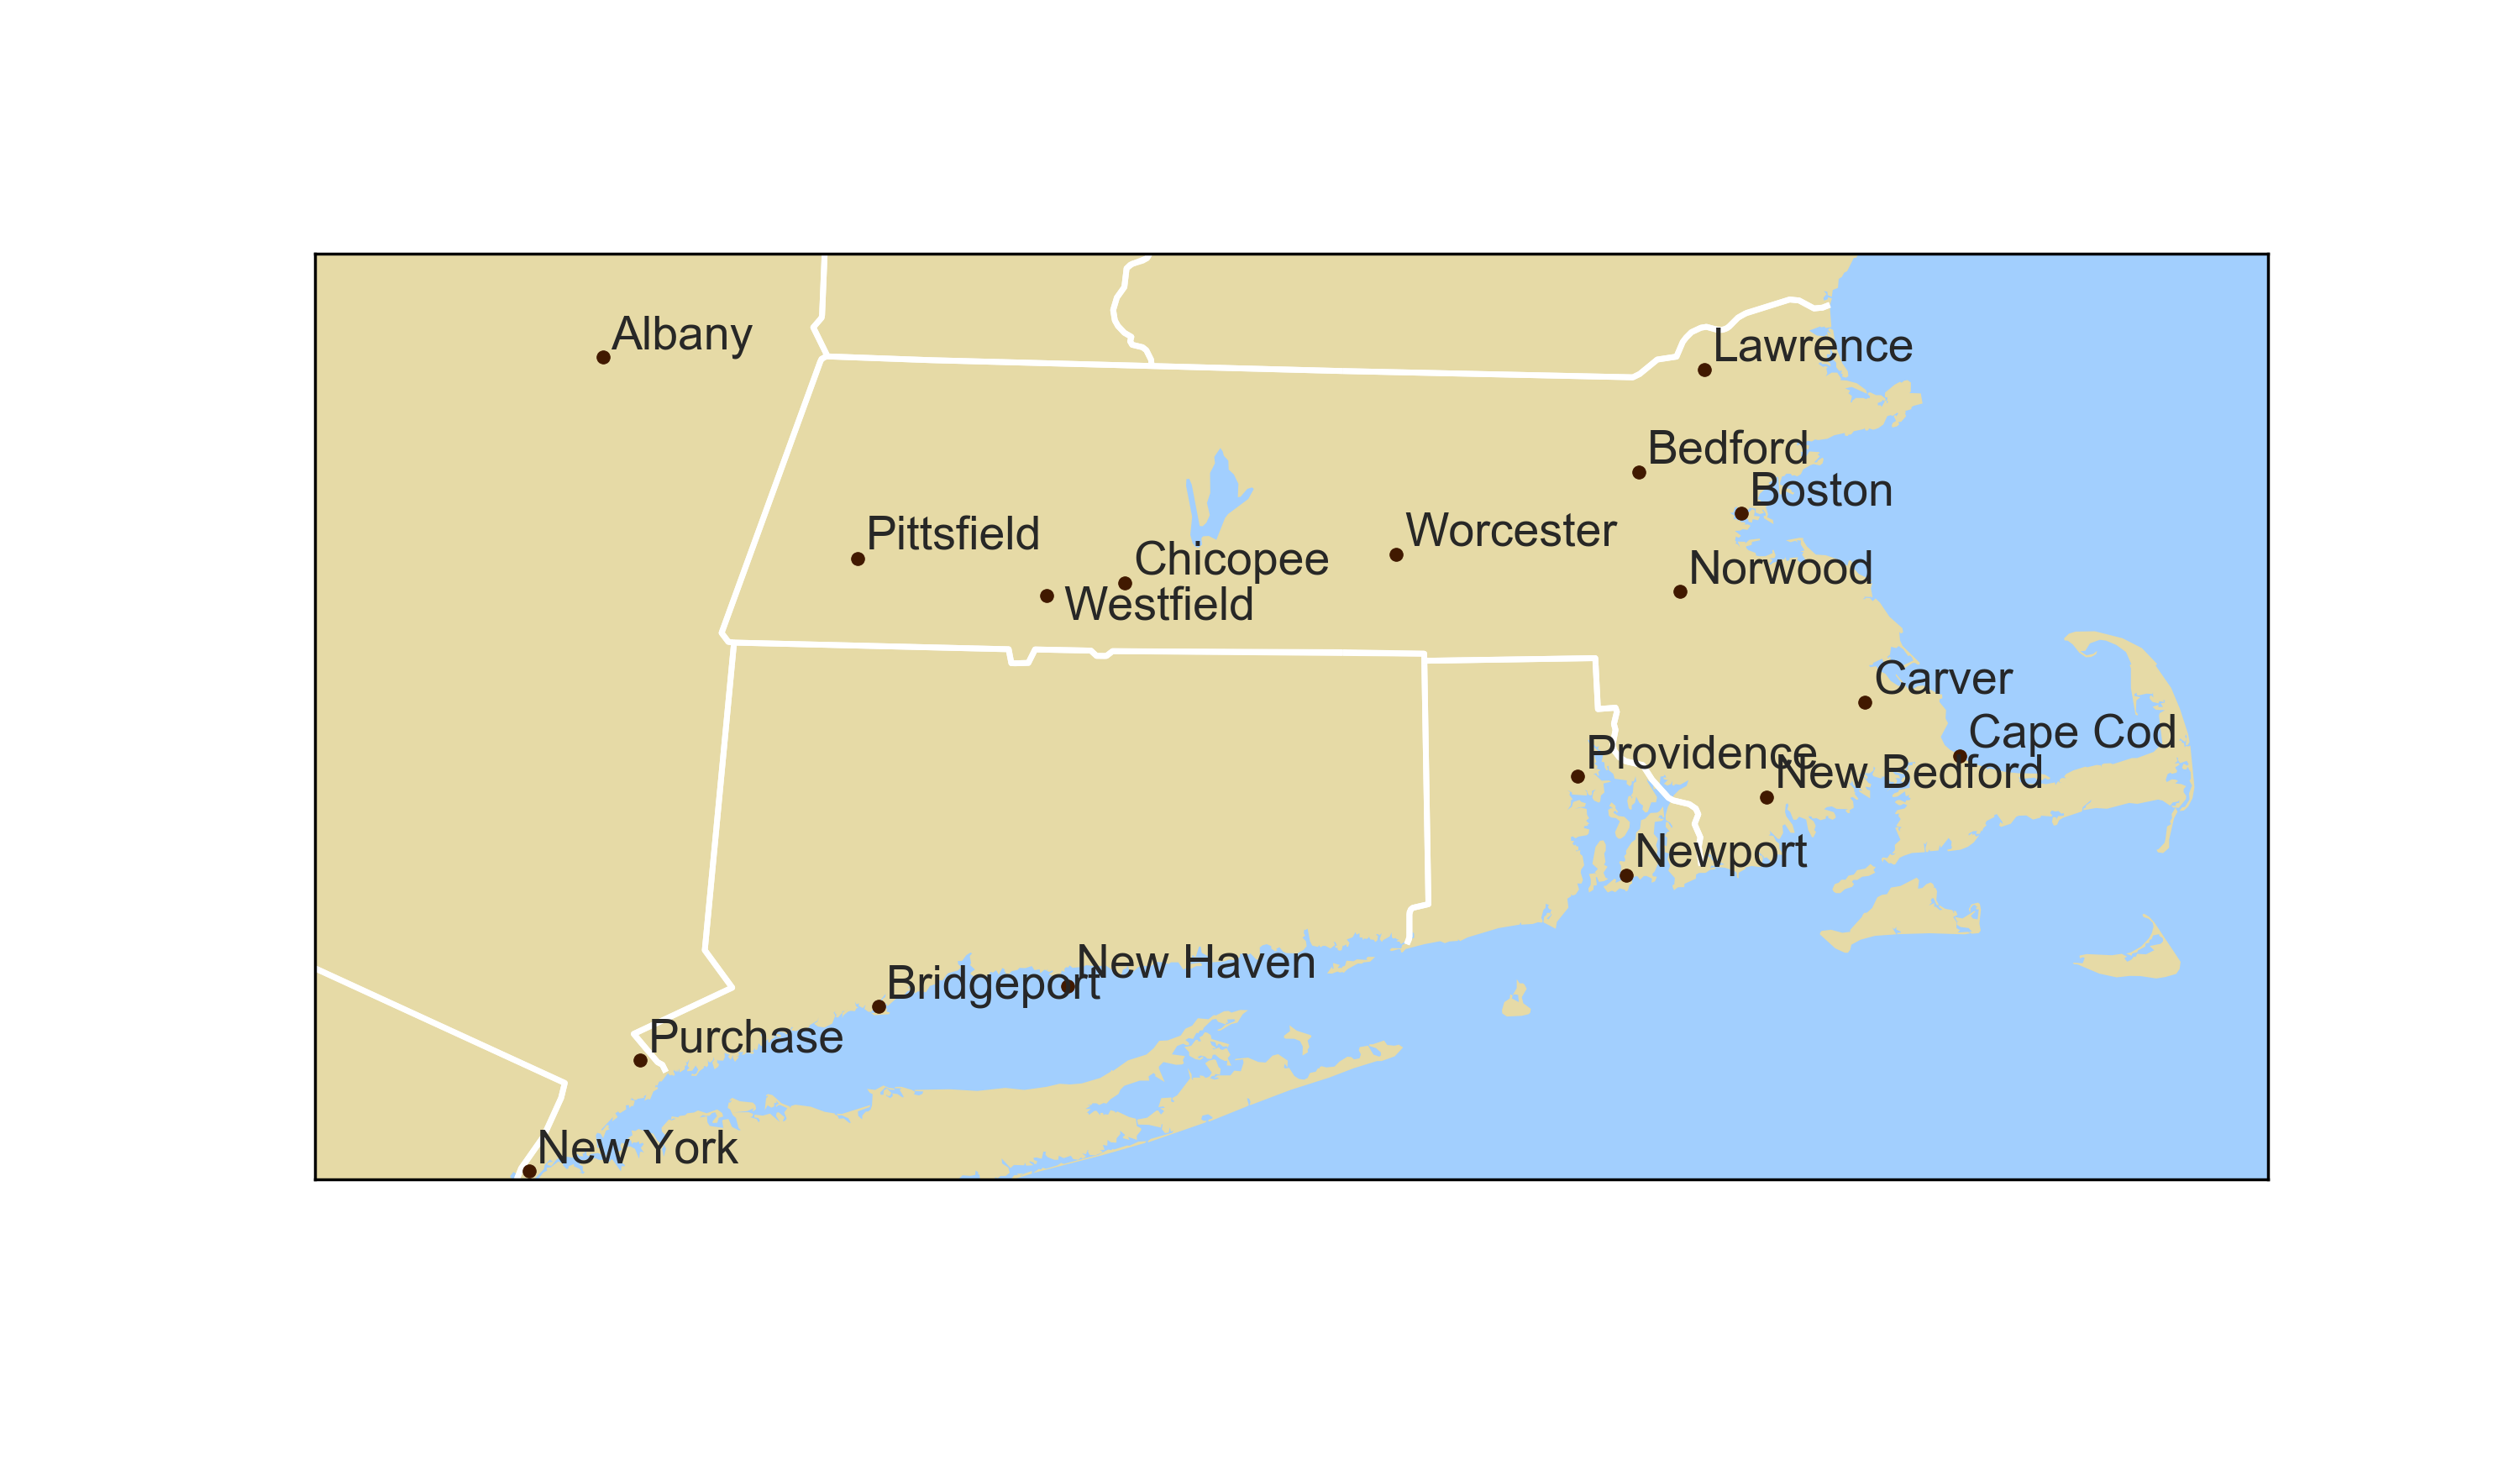 Albany
Lawrence
Bedford
Boston
Pittsfield
Worcester
Chicopee
Norwood
Westfield
Carver
Cape Cod
Providence
New Bedford
Newport
New Haven
Bridgeport
Purchase
New York